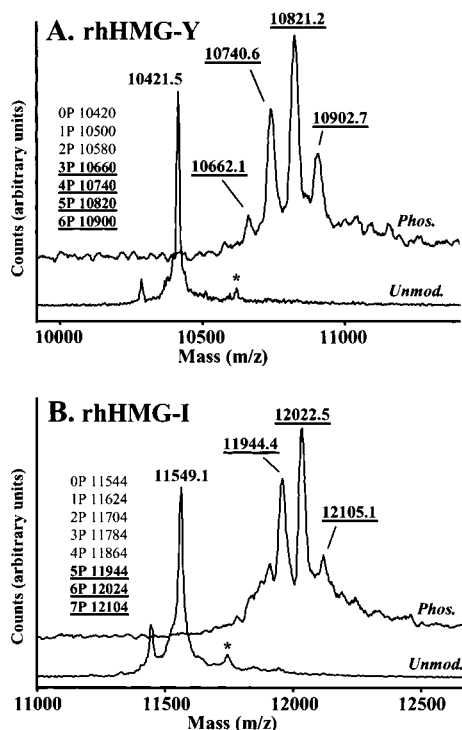 A. rhHMG-Y
10821.2
10740.6
10421.5
10902.7
10662.1
0P 10420
1P 10500
2P 10580
3P 10660
4P 10740
5P 10820
6P 10900
Phos.
*
Unmod.
Counts (arbitrary units)
10000 10500 11000
Mass (m/z)
B. rhHMG-I
12022.5
11944.4
11549.1
12105.1
0P 11544
1P 11624
2P 11704
3P 11784
4P 11864
5P 11944
6P 12024
7P 12104
Phos.
*
Unmod.
Counts (arbitrary units)
11000 11500 12000 12500
Mass (m/z)